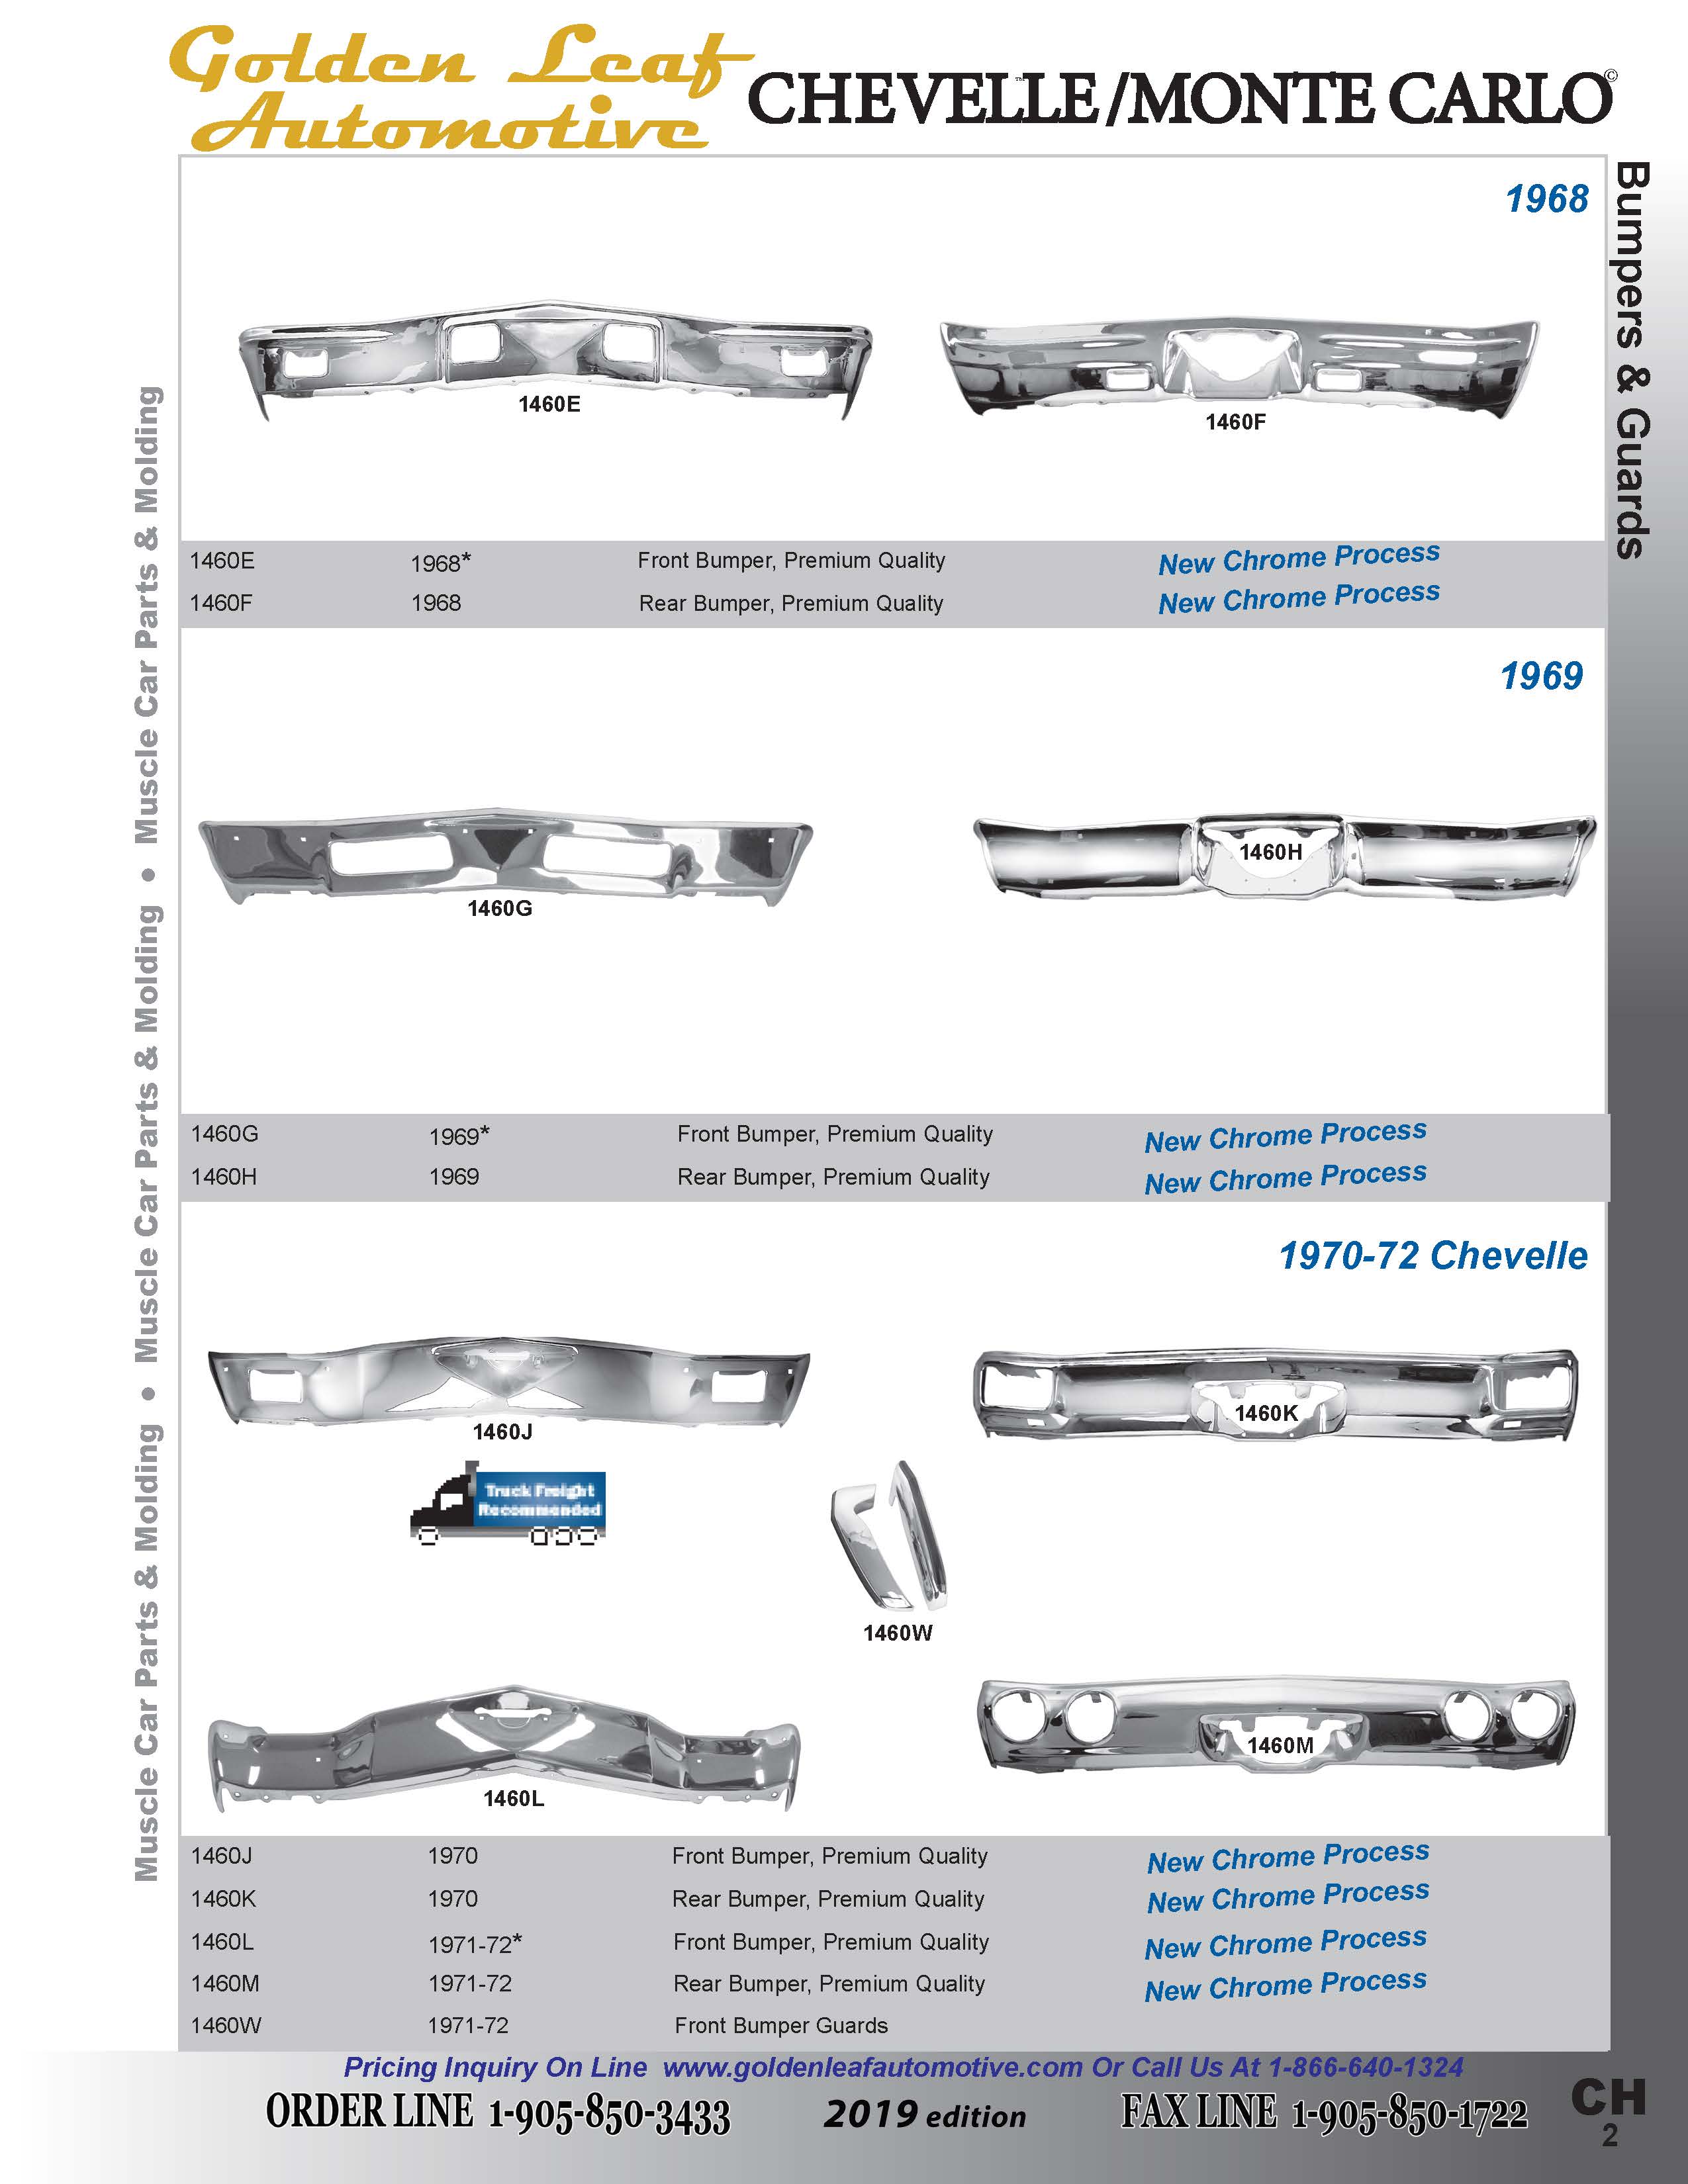 Golden Leaf
Automotive
CHEVELLE™/MONTE CARLO©
Bumpers & Guards
Muscle Car Parts & Molding • Muscle Car Parts & Molding • Muscle Car Parts & Molding
1968
1460E
1460F
1460E 1968* Front Bumper, Premium Quality New Chrome Process
1460F 1968 Rear Bumper, Premium Quality New Chrome Process
1969
1460G
1460H
1460G 1969* Front Bumper, Premium Quality New Chrome Process
1460H 1969 Rear Bumper, Premium Quality New Chrome Process
1970-72 Chevelle
1460J
1460K
Truck Freight
Recommended
1460W
1460L
1460M
1460J 1970 Front Bumper, Premium Quality New Chrome Process
1460K 1970 Rear Bumper, Premium Quality New Chrome Process
1460L 1971-72* Front Bumper, Premium Quality New Chrome Process
1460M 1971-72 Rear Bumper, Premium Quality New Chrome Process
1460W 1971-72 Front Bumper Guards
Pricing Inquiry On Line www.goldenleafautomotive.com Or Call Us At 1-866-640-1324
ORDER LINE 1-905-850-3433 2019 edition FAX LINE 1-905-850-1722
CH
2